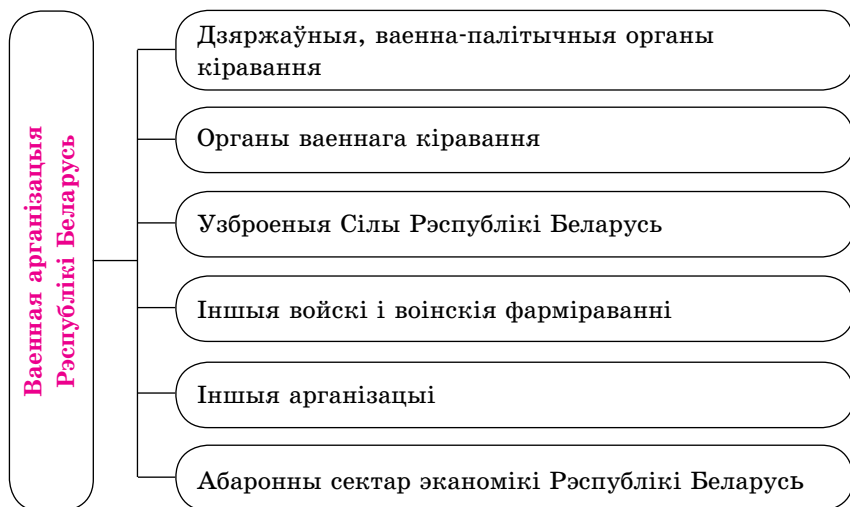 Ваенная арганізацыя
Рэспублікі Беларусь
Дзяржаўныя, ваенна-палітычныя органы
кіравання
Органы ваеннага кіравання
Узброеныя Сілы Рэспублікі Беларусь
Іншыя войскі і воінскія фарміраванні
Іншыя арганізацыі
Абаронны сектар эканомікі Рэспублікі Беларусь